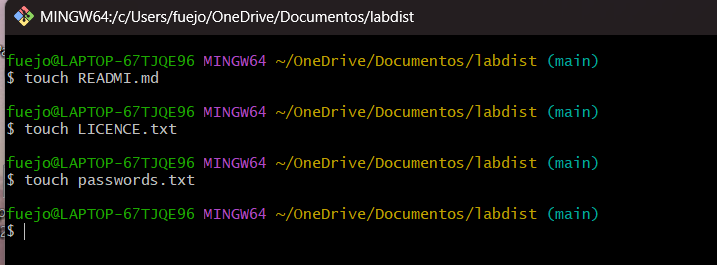 MINGW64:/c/Users/fuejo/OneDrive/Documentos/labdist
fuejo@LAPTOP-67TJQE96 MINGW64 ~/OneDrive/Documentos/labdist (main)
$ touch READMI.md
fuejo@LAPTOP-67TJQE96 MINGW64 ~/OneDrive/Documentos/labdist (main)
$ touch LICENCE.txt
fuejo@LAPTOP-67TJQE96 MINGW64 ~/OneDrive/Documentos/labdist (main)
$ touch passwords.txt
fuejo@LAPTOP-67TJQE96 MINGW64 ~/OneDrive/Documentos/labdist (main)
$